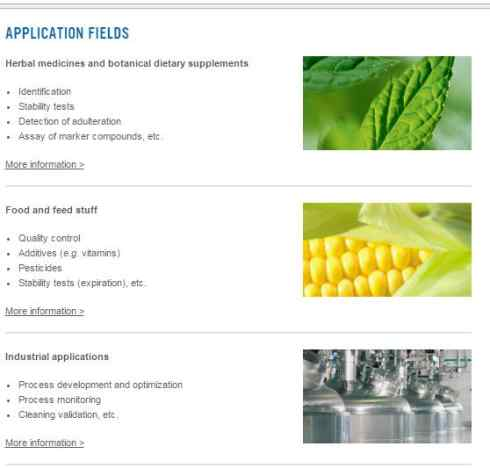 APPLICATION FIELDS
Herbal medicines and botanical dietary supplements
• Identification
• Stability tests
• Detection of adulteration
• Assay of marker compounds, etc.
More information >
Food and feed stuff
• Quality control
• Additives (e.g. vitamins)
• Pesticides
• Stability tests (expiration), etc.
More information >
Industrial applications
• Process development and optimization
• Process monitoring
• Cleaning validation, etc.
More information >